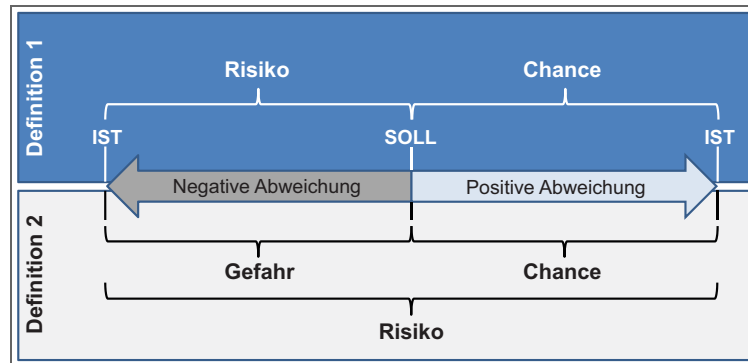 Definition 1
Risiko
Chance
IST
SOLL
IST
Negative Abweichung
Positive Abweichung
Definition 2
Gefahr
Chance
Risiko